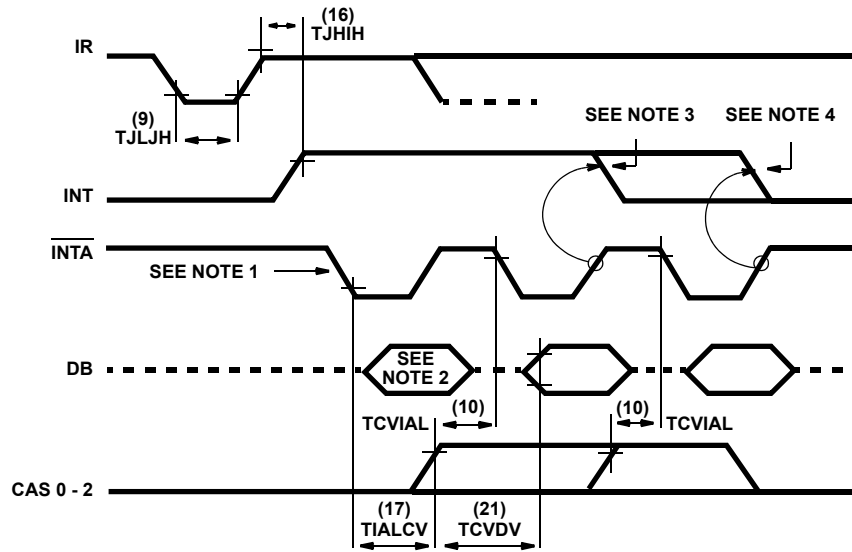 (16)
TJHIH
IR
(9)
TJLJH
SEE NOTE 3
SEE NOTE 4
INT
INTA
SEE NOTE 1
DB
SEE
NOTE 2
TCVIAL
(10)
(10)
TCVIAL
CAS 0 - 2
(17)
TIALCV
(21)
TCVDV